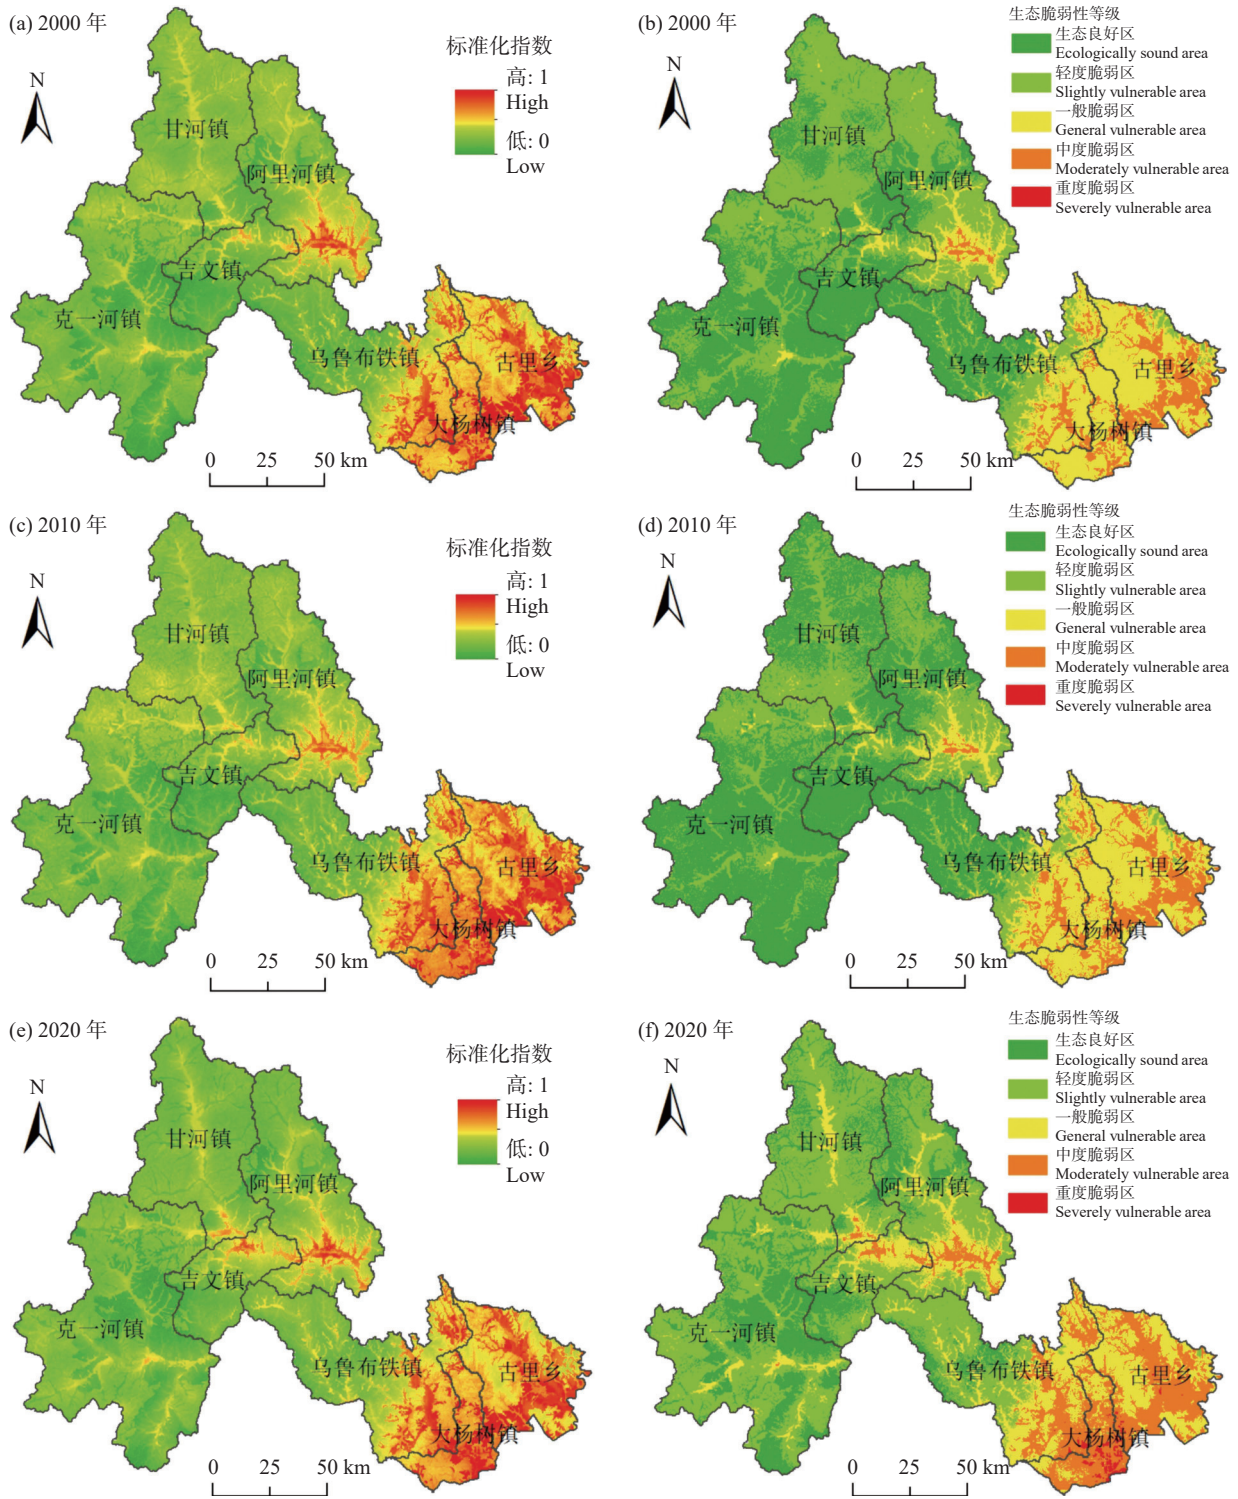 (a) 2000 年
N
标准化指数
高: 1
High
低: 0
Low
甘河镇
阿里河镇
吉文镇
克一河镇
乌鲁布铁镇
古里乡
大杨树镇
0 25 50 km
(b) 2000 年
N
生态脆弱性等级
生态良好区
Ecologically sound area
轻度脆弱区
Slightly vulnerable area
一般脆弱区
General vulnerable area
中度脆弱区
Moderately vulnerable area
重度脆弱区
Severely vulnerable area
甘河镇
阿里河镇
吉文镇
克一河镇
乌鲁布铁镇
古里乡
大杨树镇
0 25 50 km
(c) 2010 年
N
标准化指数
高: 1
High
低: 0
Low
甘河镇
阿里河镇
吉文镇
克一河镇
乌鲁布铁镇
古里乡
大杨树镇
0 25 50 km
(d) 2010 年
N
生态脆弱性等级
生态良好区
Ecologically sound area
轻度脆弱区
Slightly vulnerable area
一般脆弱区
General vulnerable area
中度脆弱区
Moderately vulnerable area
重度脆弱区
Severely vulnerable area
甘河镇
阿里河镇
吉文镇
克一河镇
乌鲁布铁镇
古里乡
大杨树镇
0 25 50 km
(e) 2020 年
N
标准化指数
高: 1
High
低: 0
Low
甘河镇
阿里河镇
吉文镇
克一河镇
乌鲁布铁镇
古里乡
大杨树镇
0 25 50 km
(f) 2020 年
N
生态脆弱性等级
生态良好区
Ecologically sound area
轻度脆弱区
Slightly vulnerable area
一般脆弱区
General vulnerable area
中度脆弱区
Moderately vulnerable area
重度脆弱区
Severely vulnerable area
甘河镇
阿里河镇
吉文镇
克一河镇
乌鲁布铁镇
古里乡
大杨树镇
0 25 50 km